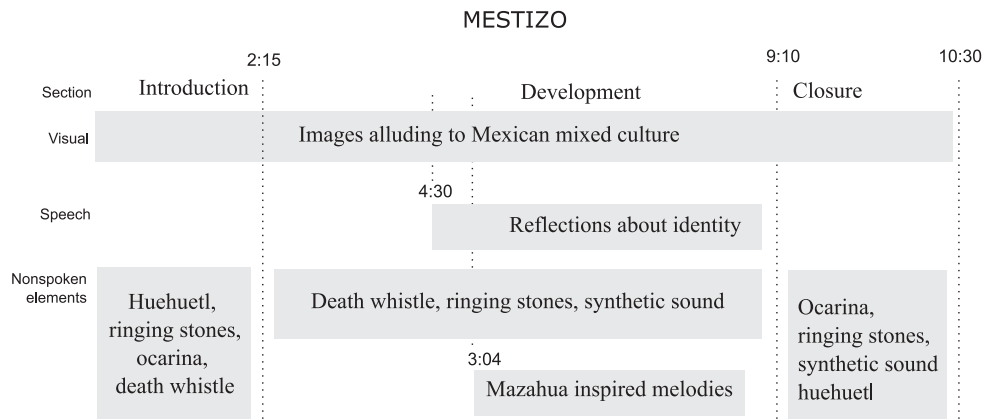 MESTIZO
2:15
9:10
10:30
Section
Introduction
Development
Closure
Visual
Images alluding to Mexican mixed culture
4:30
Speech
Reflections about identity
Nonspoken
elements
Huehuetl,
ringing stones,
ocarina,
death whistle
Death whistle, ringing stones, synthetic sound
3:04
Mazahua inspired melodies
Ocarina,
ringing stones,
synthetic sound
huehuetl